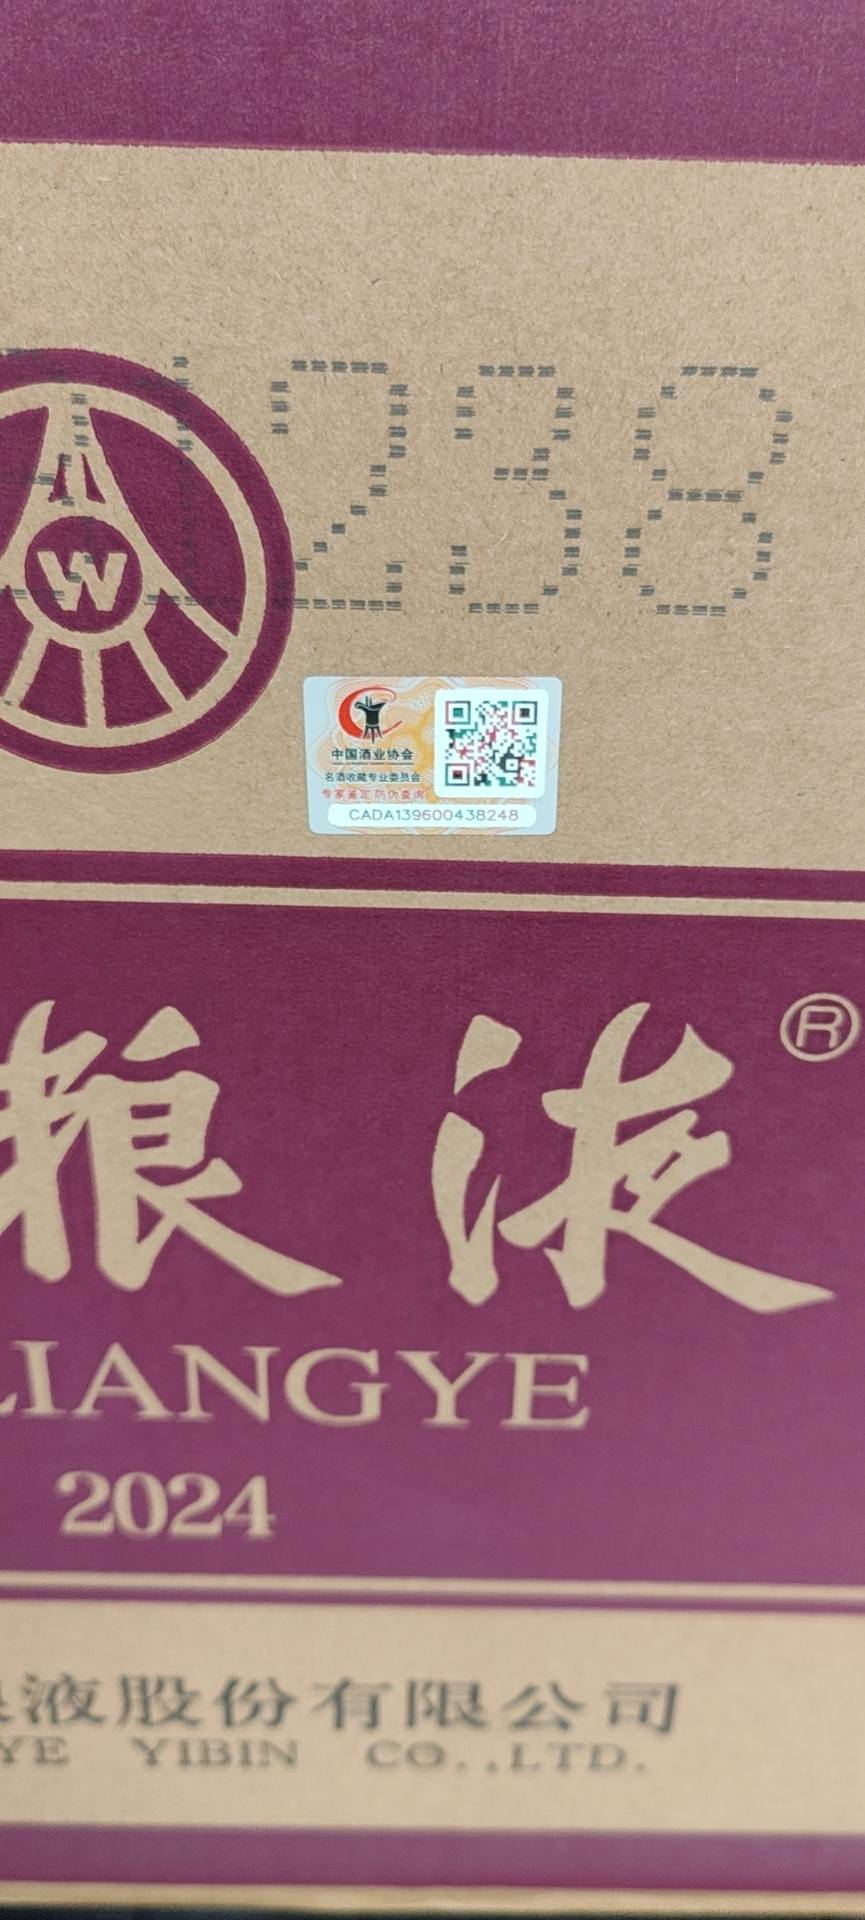 238
W
中国酒业协会
名酒收藏专业委员会
专家鉴定 防伪查询
CADA139600438248
粮液
®
LIANGYE
2024
液股份有限公司
YE YIBIN CO.,LTD.